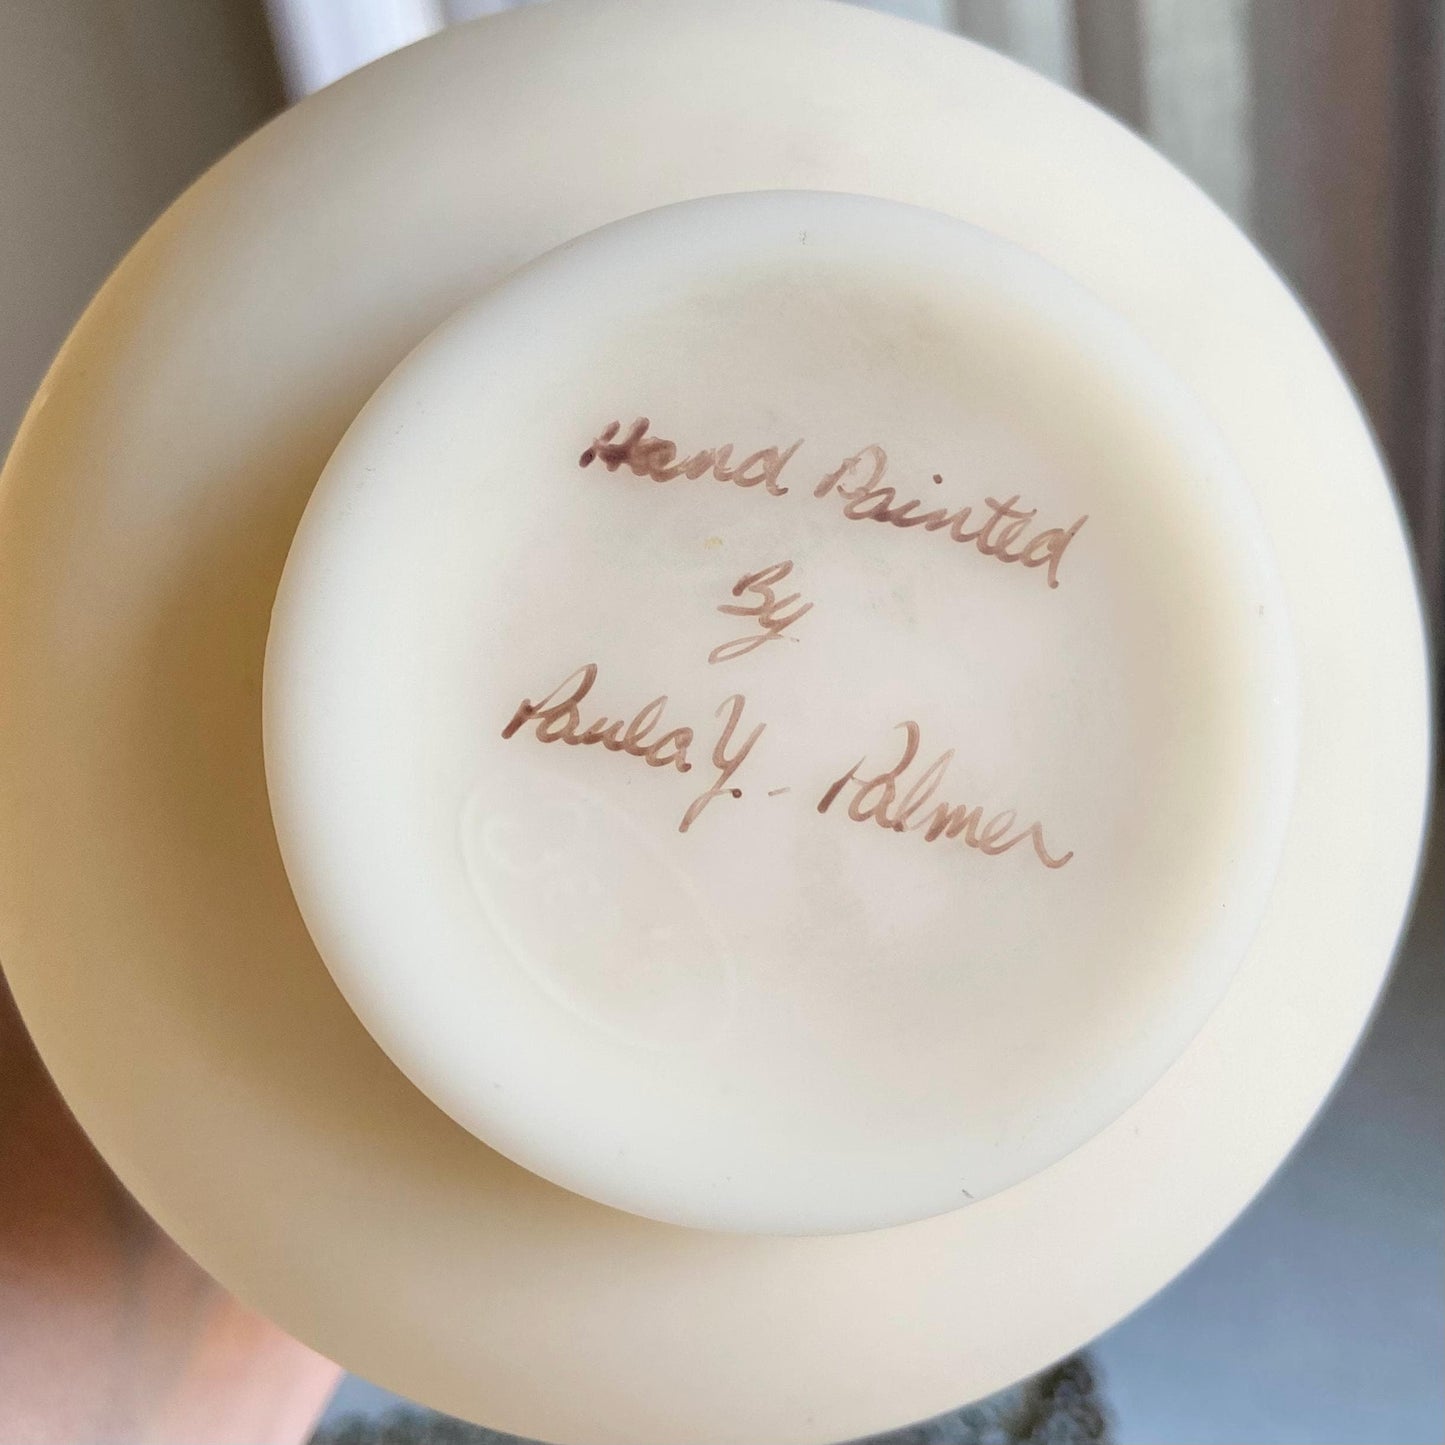 Hand Painted
By
Paula Y. - Palmer